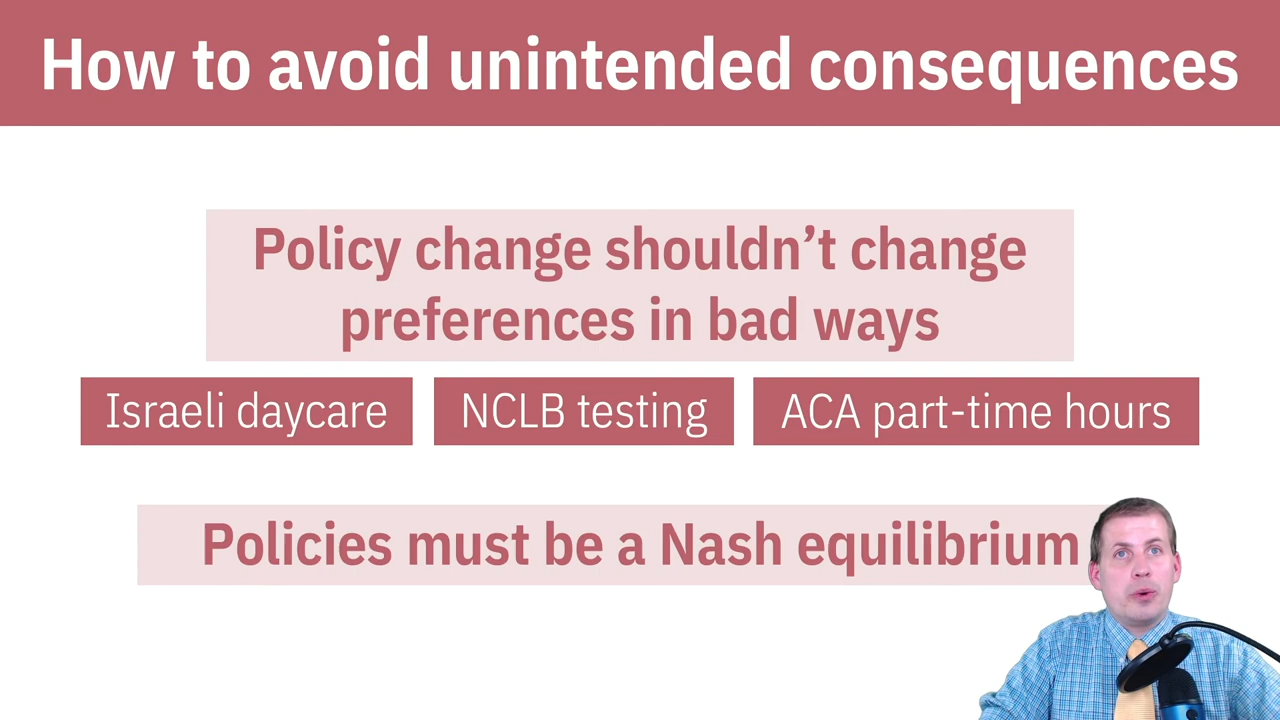 How to avoid unintended consequences
Policy change shouldn’t change
preferences in bad ways
Israeli daycare
NCLB testing
ACA part-time hours
Policies must be a Nash equilibrium